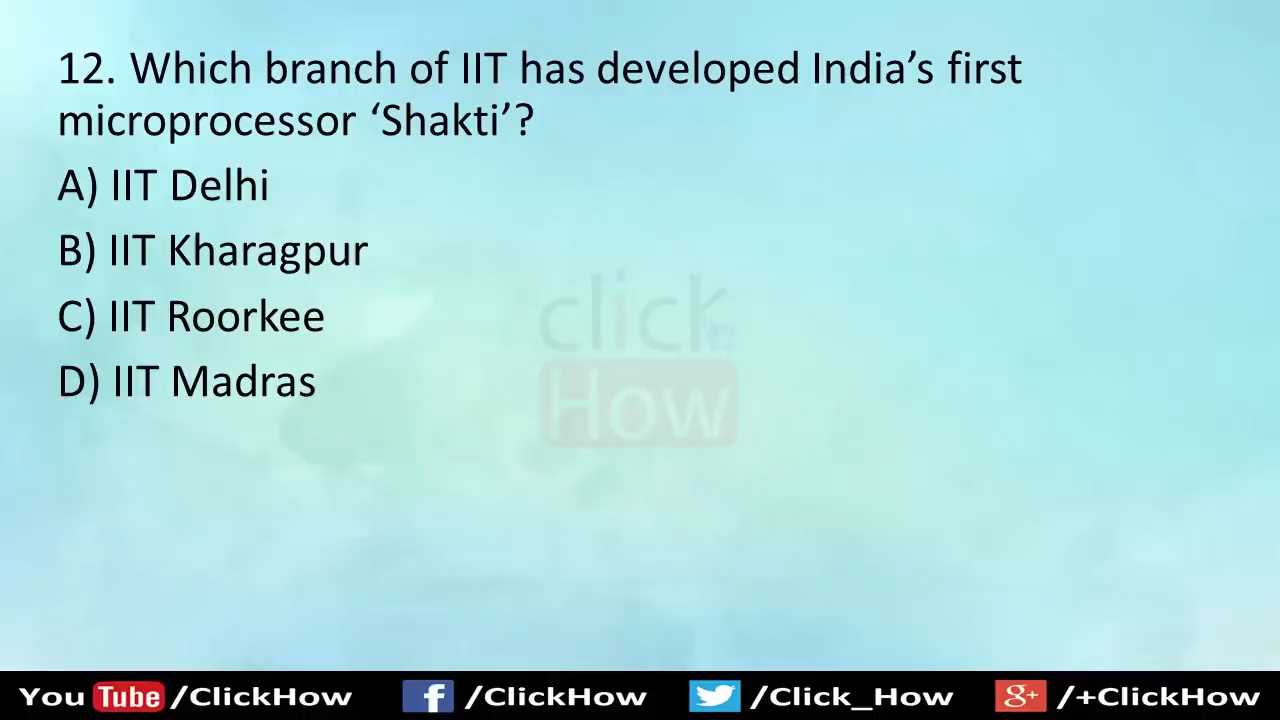 12. Which branch of IIT has developed India’s first
microprocessor ‘Shakti’?
A) IIT Delhi
B) IIT Kharagpur
C) IIT Roorkee
D) IIT Madras
click
How
You Tube /ClickHow f /ClickHow /Click_How g+ /+ClickHow